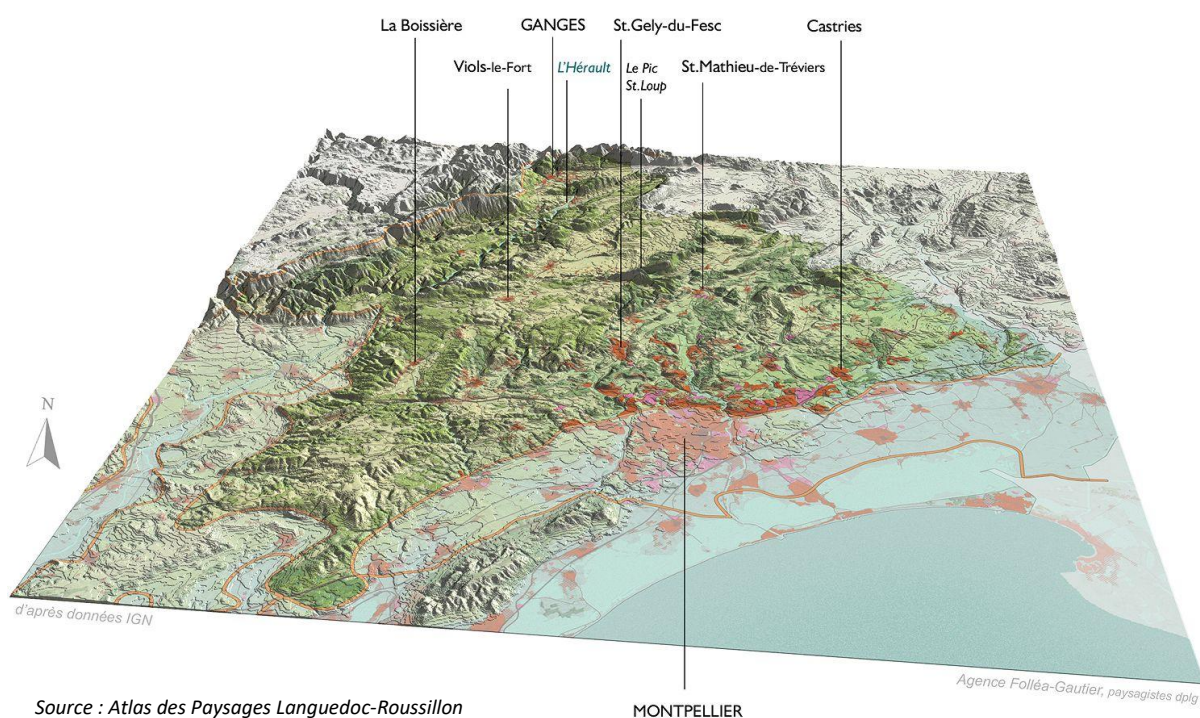 La Boissière
GANGES
St.Gely-du-Fesc
Castries
Viols-le-Fort
L'Hérault
Le Pic
St.Loup
St.Mathieu-de-Tréviers
N
d'après données IGN
Agence Folléa-Gautier, paysagistes dplg
Source : Atlas des Paysages Languedoc-Roussillon
MONTPELLIER